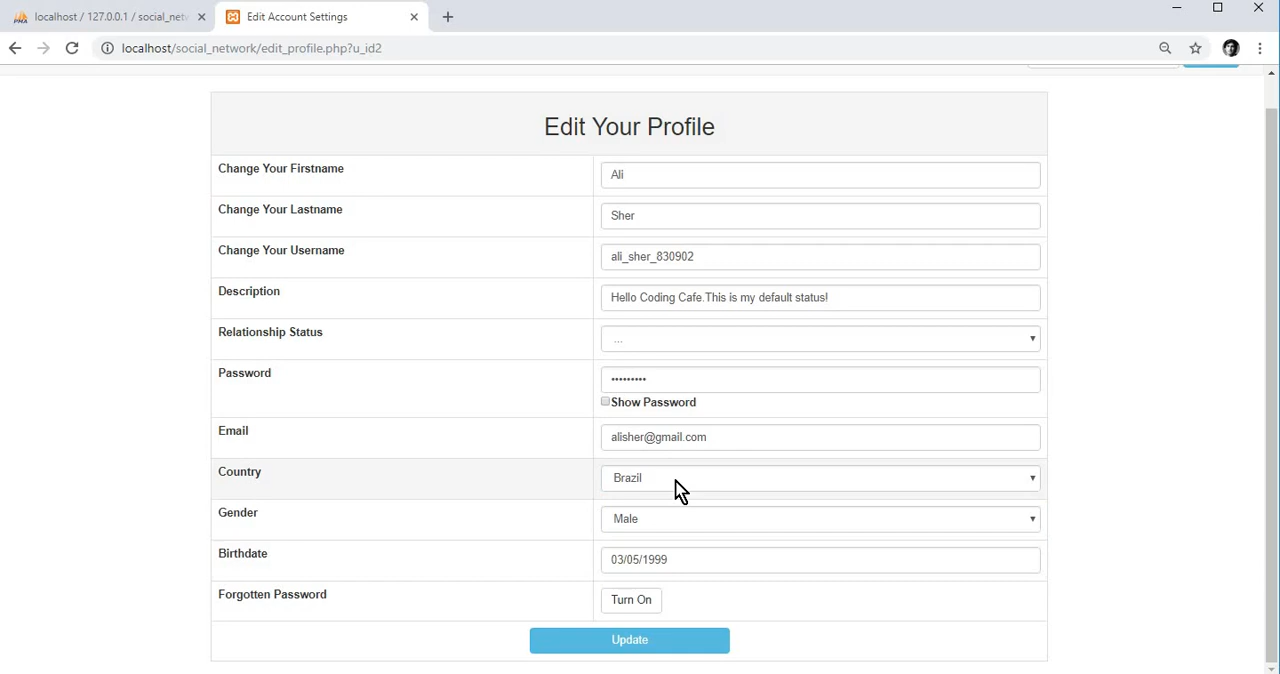 localhost / 127.0.0.1 / social_netw
Edit Account Settings
localhost/social_network/edit_profile.php?u_id2
Edit Your Profile
Change Your Firstname
Ali
Change Your Lastname
Sher
Change Your Username
ali_sher_830902
Description
Hello Coding Cafe.This is my default status!
Relationship Status
...
Password
•••••••••
Show Password
Email
alisher@gmail.com
Country
Brazil
Gender
Male
Birthdate
03/05/1999
Forgotten Password
Turn On
Update